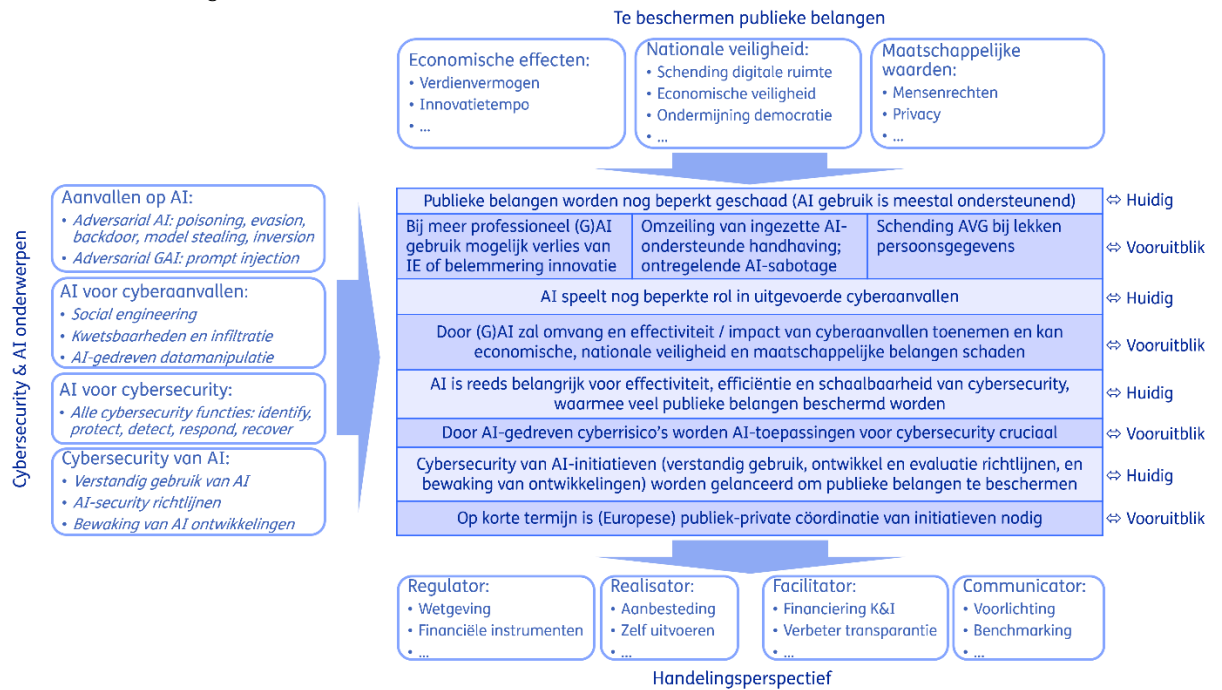 Te beschermen publieke belangen
Economische effecten:
• Verdienvermogen
• Innovatietempo
• ...
Nationale veiligheid:
• Schending digitale ruimte
• Economische veiligheid
• Ondermijning democratie
• ...
Maatschappelijke
waarden:
• Mensenrechten
• Privacy
• ...
Cybersecurity & AI onderwerpen
Aanvallen op AI:
• Adversarial AI: poisoning, evasion,
backdoor, model stealing, inversion
• Adversarial GAI: prompt injection
AI voor cyberaanvallen:
• Social engineering
• Kwetsbaarheden en infiltratie
• AI-gedreven datamanipulatie
AI voor cybersecurity:
• Alle cybersecurity functies: identify,
protect, detect, respond, recover
Cybersecurity van AI:
• Verstandig gebruik van AI
• AI-security richtlijnen
• Bewaking van AI ontwikkelingen
Publieke belangen worden nog beperkt geschaad (AI gebruik is meestal ondersteunend)
⇔ Huidig
Bij meer professioneel (G)AI
gebruik mogelijk verlies van
IE of belemmering innovatie
Omzeiling van ingezette AI-
ondersteunde handhaving;
ontregelende AI-sabotage
Schending AVG bij lekken
persoonsgegevens
⇔ Vooruitblik
AI speelt nog beperkte rol in uitgevoerde cyberaanvallen
⇔ Huidig
Door (G)AI zal omvang en effectiviteit / impact van cyberaanvallen toenemen en kan
economische, nationale veiligheid en maatschappelijke belangen schaden
⇔ Vooruitblik
AI is reeds belangrijk voor effectiviteit, efficiëntie en schaalbaarheid van cybersecurity,
waarmee veel publieke belangen beschermd worden
⇔ Huidig
Door AI-gedreven cyberrisico's worden AI-toepassingen voor cybersecurity cruciaal
⇔ Vooruitblik
Cybersecurity van AI-initiatieven (verstandig gebruik, ontwikkel en evaluatie richtlijnen, en
bewaking van ontwikkelingen) worden gelanceerd om publieke belangen te beschermen
⇔ Huidig
Op korte termijn is (Europese) publiek-private cöordinatie van initiatieven nodig
⇔ Vooruitblik
Regulator:
• Wetgeving
• Financiële instrumenten
• ...
Realisator:
• Aanbesteding
• Zelf uitvoeren
• ...
Facilitator:
• Financiering K&I
• Verbeter transparantie
• ...
Communicator:
• Voorlichting
• Benchmarking
• ...
Handelingsperspectief